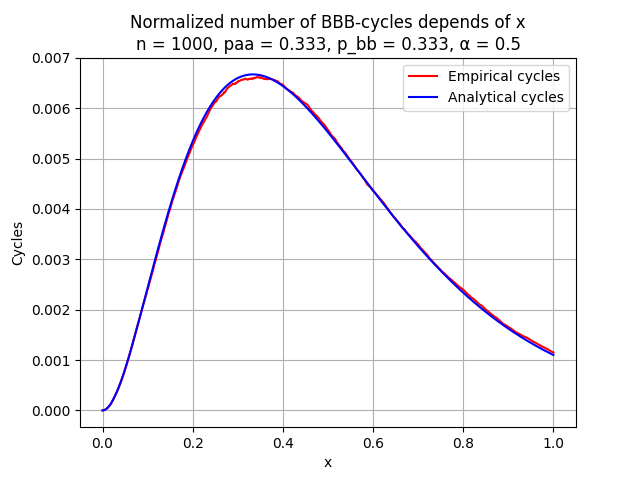 Normalized number of BBB-cycles depends of x
n = 1000, paa = 0.333, p_bb = 0.333, α = 0.5
Empirical cycles
Analytical cycles
Cycles
0.007
0.006
0.005
0.004
0.003
0.002
0.001
0.000
0.0 0.2 0.4 0.6 0.8 1.0
x